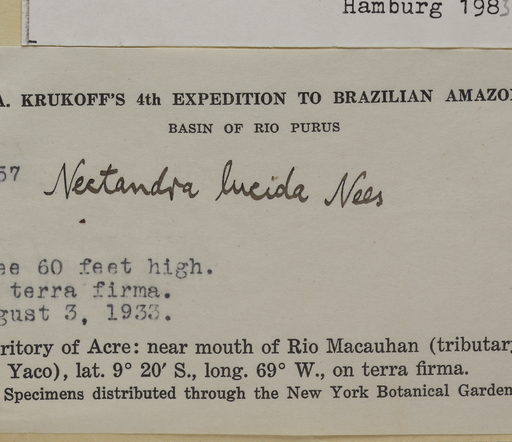 Hamburg 1983
A. KRUKOFF'S 4th EXPEDITION TO BRAZILIAN AMAZO
BASIN OF RIO PURUS
57 Nectandra lucida Nees
ee 60 feet high.
terra firma.
gust 3, 1933.
ritory of Acre: near mouth of Rio Macauhan (tributary
Yaco), lat. 9° 20′ S., long. 69° W., on terra firma.
Specimens distributed through the New York Botanical Garden